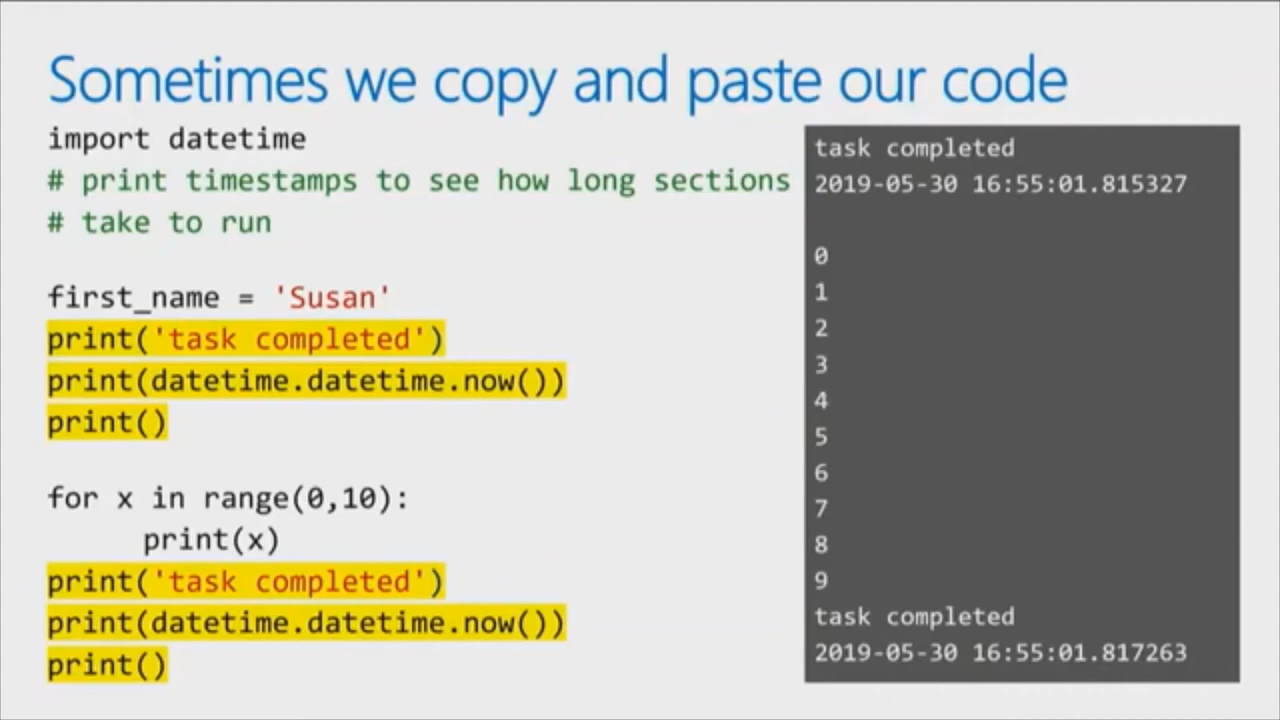 Sometimes we copy and paste our code
import datetime
# print timestamps to see how long sections
# take to run
first_name = 'Susan'
print('task completed')
print(datetime.datetime.now())
print()
for x in range(0,10):
print(x)
print('task completed')
print(datetime.datetime.now())
print()
task completed
2019-05-30 16:55:01.815327
0
1
2
3
4
5
6
7
8
9
task completed
2019-05-30 16:55:01.817263